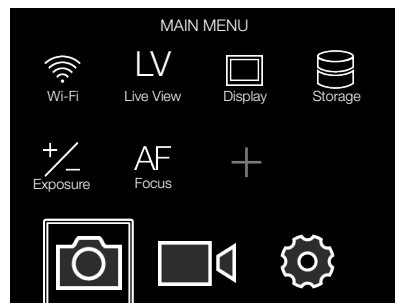 MAIN MENU
LV
Wi-Fi Live View Display Storage
AF
Exposure Focus